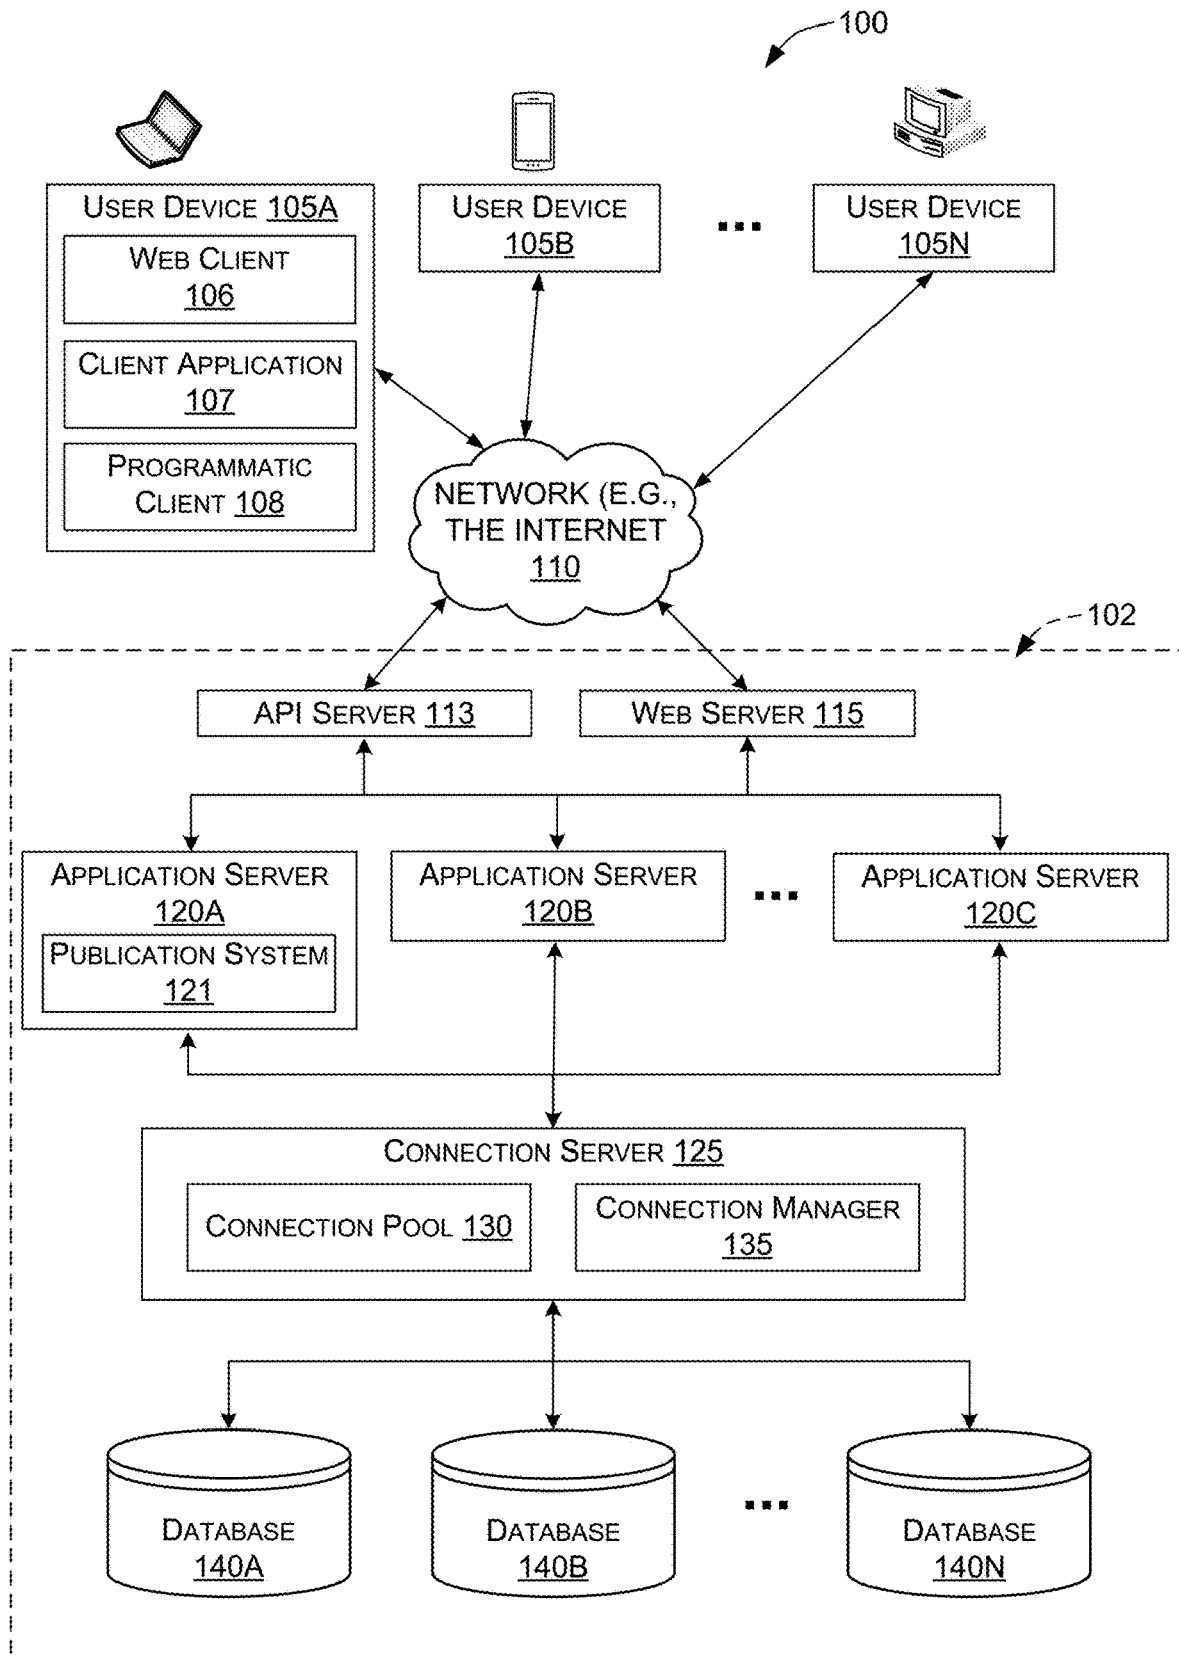 100
USER DEVICE 105A
WEB CLIENT
106
CLIENT APPLICATION
107
PROGRAMMATIC
CLIENT 108
USER DEVICE
105B
...
USER DEVICE
105N
NETWORK (E.G.,
THE INTERNET
110
102
API SERVER 113
WEB SERVER 115
APPLICATION SERVER
120A
PUBLICATION SYSTEM
121
APPLICATION SERVER
120B
...
APPLICATION SERVER
120C
CONNECTION SERVER 125
CONNECTION POOL 130
CONNECTION MANAGER
135
DATABASE
140A
DATABASE
140B
...
DATABASE
140N